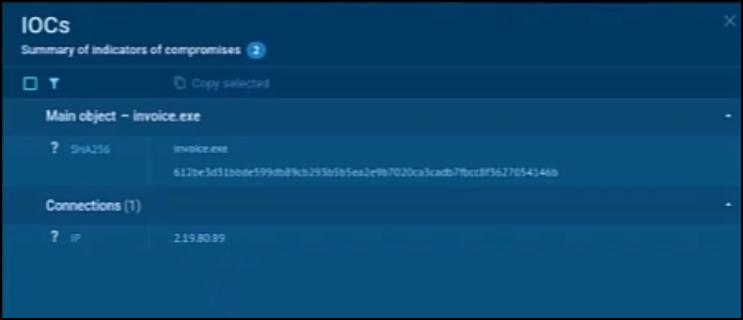 IOCs
Summary of indicators of compromises 2
Copy selected
Main object – invoice.exe
? SHA256 invoice.exe
612be3d31bbde599db89cb293b5b5ea2e9b7020ca3cadb7fbcc8f3627054146b
Connections (1)
? IP 2.19.80.89